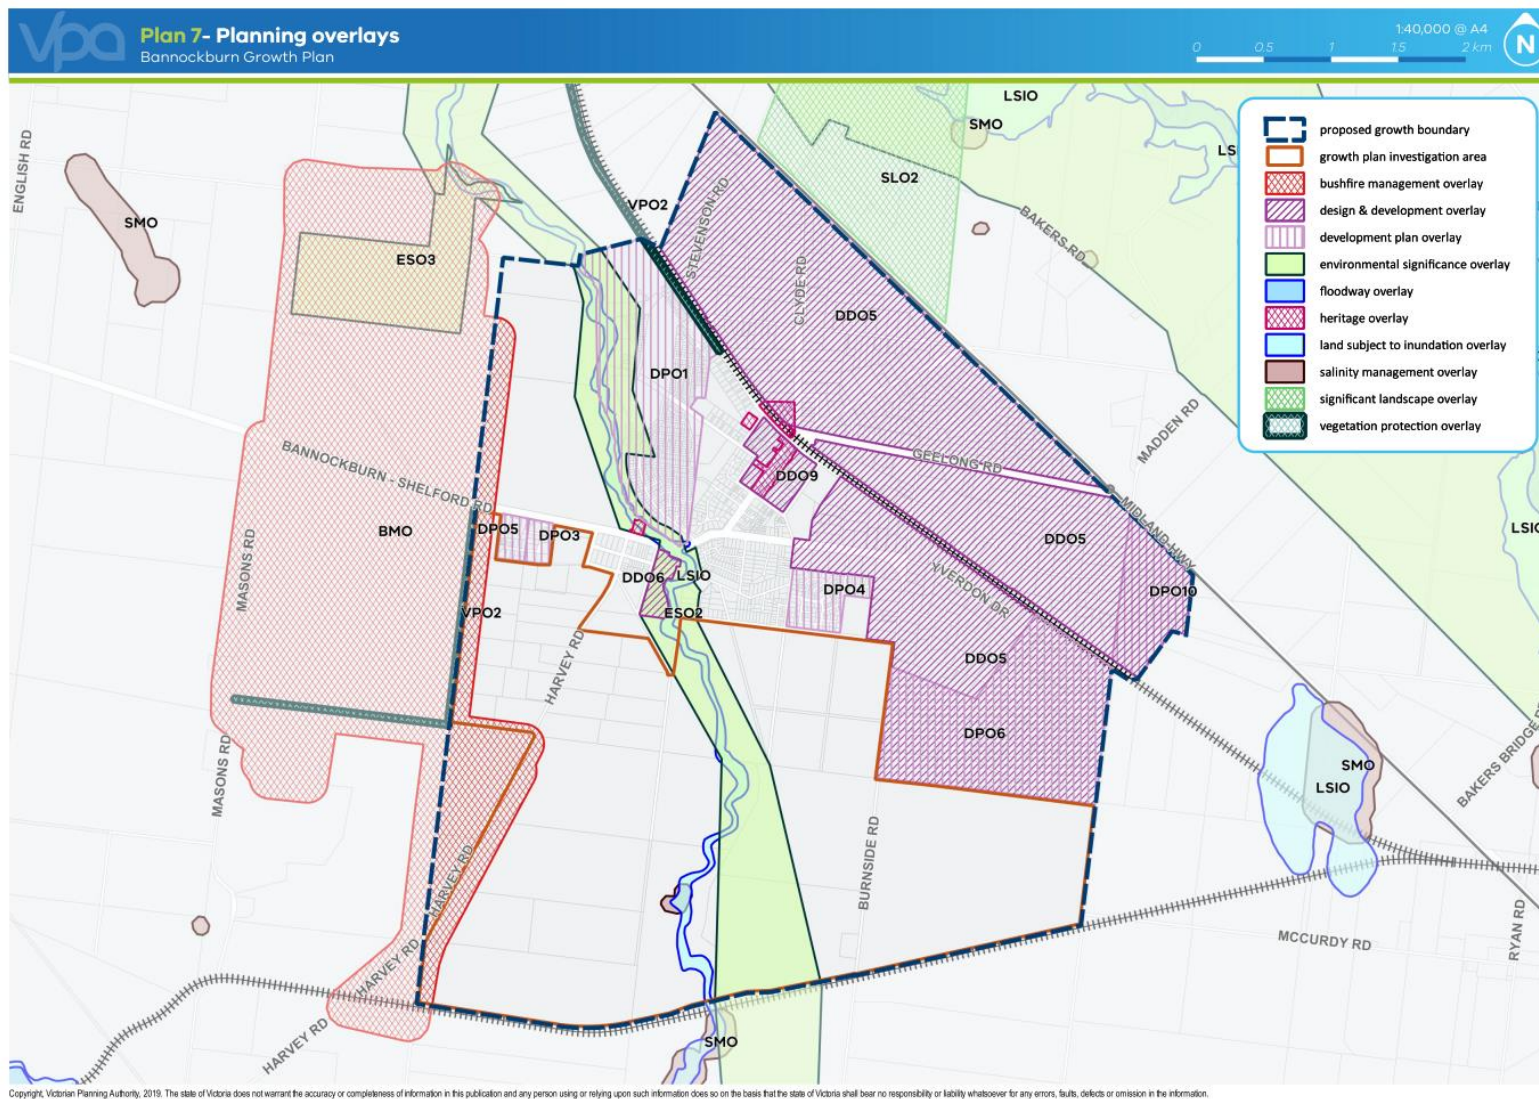 vpa
Plan 7- Planning overlays
Bannockburn Growth Plan
1:40,000 @ A4
0 0.5 1 1.5 2 km
N
proposed growth boundary
growth plan investigation area
bushfire management overlay
design & development overlay
development plan overlay
environmental significance overlay
floodway overlay
heritage overlay
land subject to inundation overlay
salinity management overlay
significant landscape overlay
vegetation protection overlay
LSIO
SMO
LS
ENGLISH RD
SLO2
STEVENSON RD
VPO2
SMO
BAKERS RD
ESO3
CLYDE RD
DDO5
DPO1
MADDEN RD
BANNOCKBURN - SHELFORD RD
GEELONG RD
DDO9
MIDLAND HWY
BMO
DPO5
DPO3
LSIO
DDO5
MASONS RD
DDO6
LSIO
YVERDON DR
DPO4
DPO10
VPO2
ESO2
HARVEY RD
DDO5
DPO6
MASONS RD
SMO
LSIO
BAKERS BRIDGE
HARVEY RD
BURNSIDE RD
MCCURDY RD
RYAN RD
HARVEY RD
HARVEY RD
SMO
Copyright, Victorian Planning Authority, 2019. The state of Victoria does not warrant the accuracy or completeness of information in this publication and any person using or relying upon such information does so on the basis that the state of Victoria shall bear no responsibility or liability whatsoever for any errors, faults, defects or omission in the information.